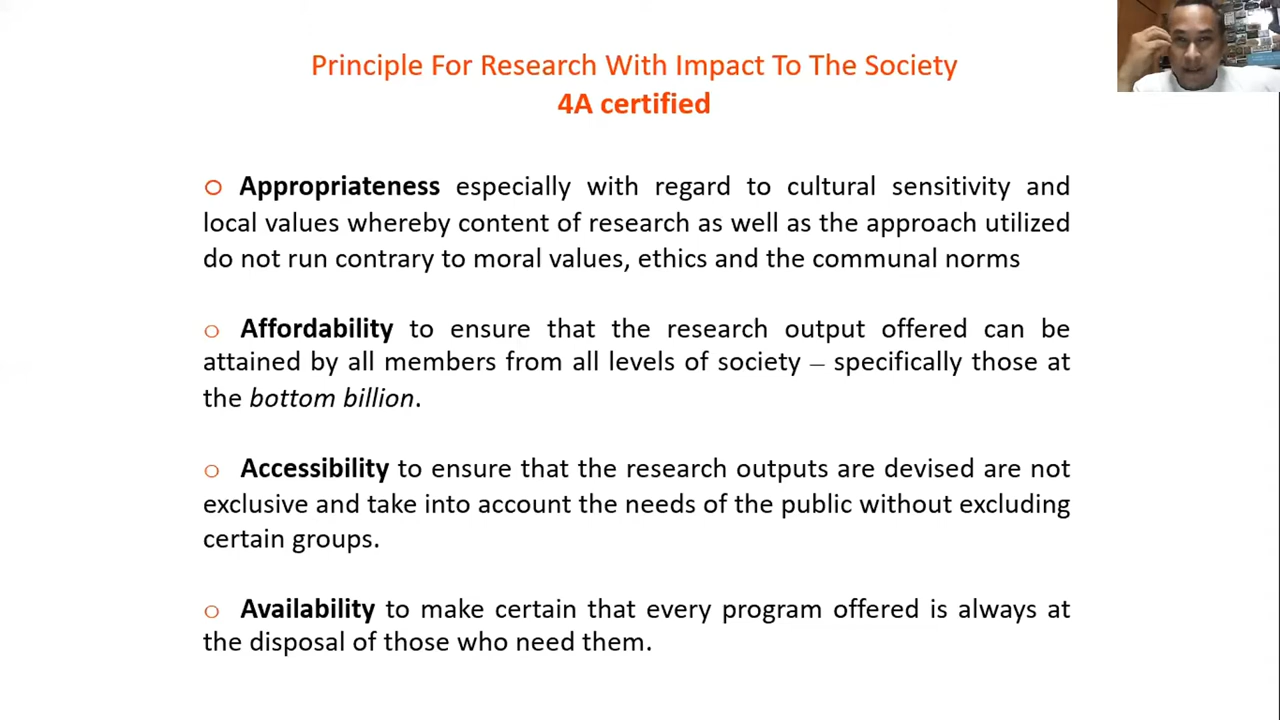 Principle For Research With Impact To The Society
4A certified
o Appropriateness especially with regard to cultural sensitivity and
local values whereby content of research as well as the approach utilized
do not run contrary to moral values, ethics and the communal norms
o Affordability to ensure that the research output offered can be
attained by all members from all levels of society – specifically those at
the bottom billion.
o Accessibility to ensure that the research outputs are devised are not
exclusive and take into account the needs of the public without excluding
certain groups.
o Availability to make certain that every program offered is always at
the disposal of those who need them.